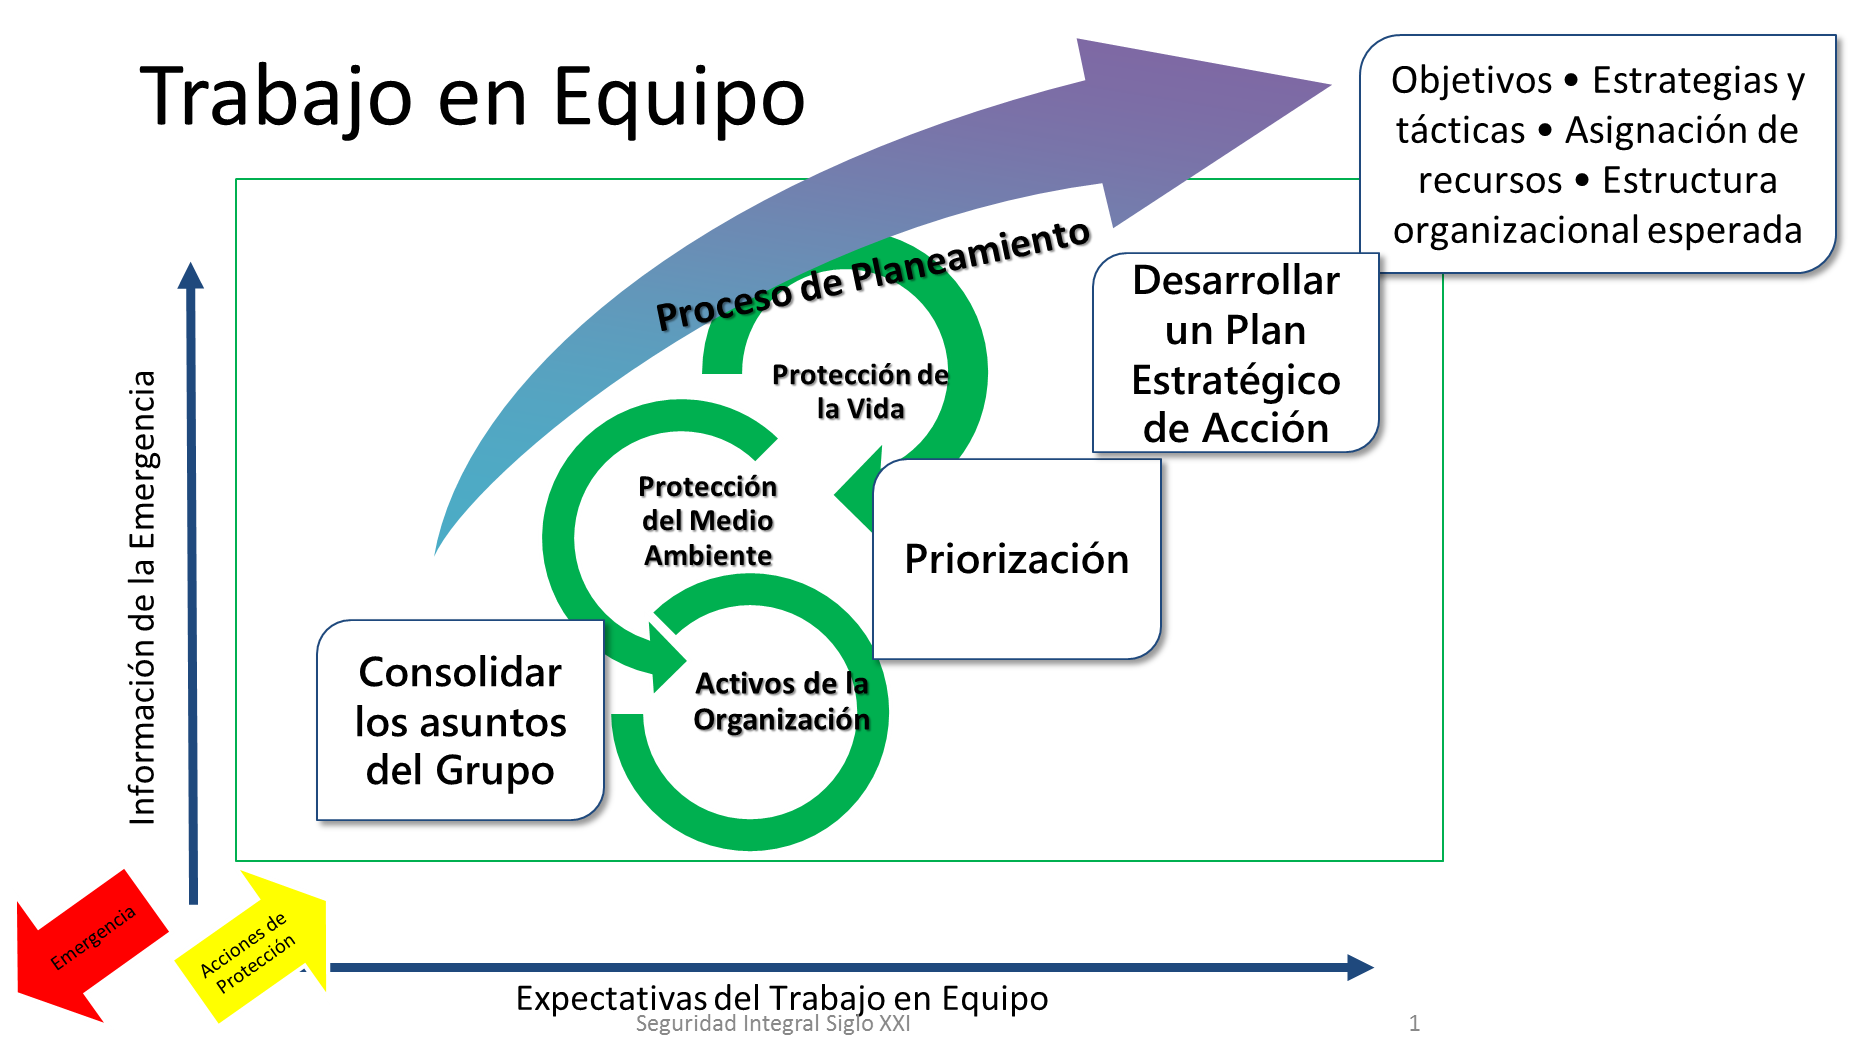 Trabajo en Equipo
Objetivos • Estrategias y
tácticas • Asignación de
recursos • Estructura
organizacional esperada
Proceso de Planeamiento
Desarrollar
un Plan
Estratégico
de Acción
Protección de
la Vida
Protección
del Medio
Ambiente
Priorización
Consolidar
los asuntos
del Grupo
Activos de la
Organización
Información de la Emergencia
Emergencia
Acciones de
Protección
Expectativas del Trabajo en Equipo
Seguridad Integral Siglo XXI
1